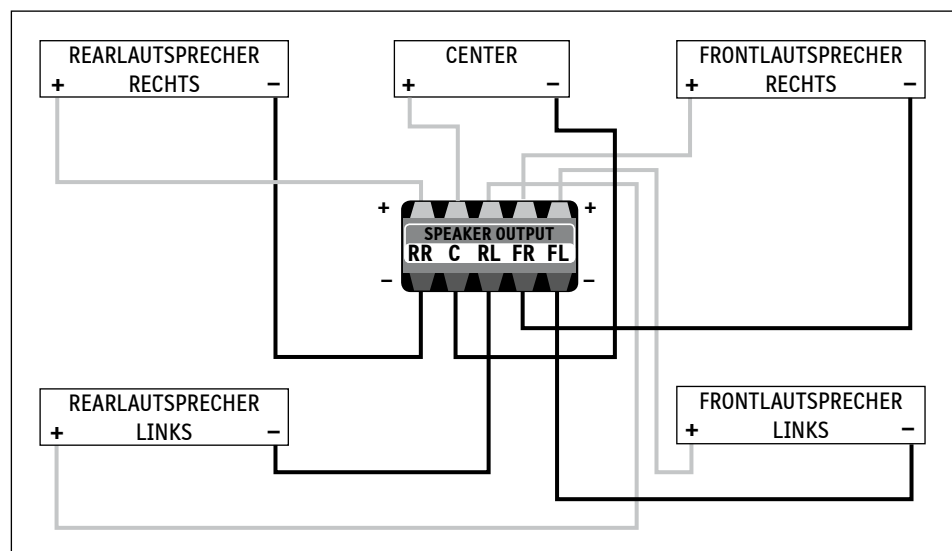 REARLAUTSPRECHER
RECHTS
+ −
CENTER
+ −
FRONTLAUTSPRECHER
RECHTS
+ −
+ +
SPEAKER OUTPUT
RR C RL FR FL
− −
REARLAUTSPRECHER
LINKS
+ −
FRONTLAUTSPRECHER
LINKS
+ −